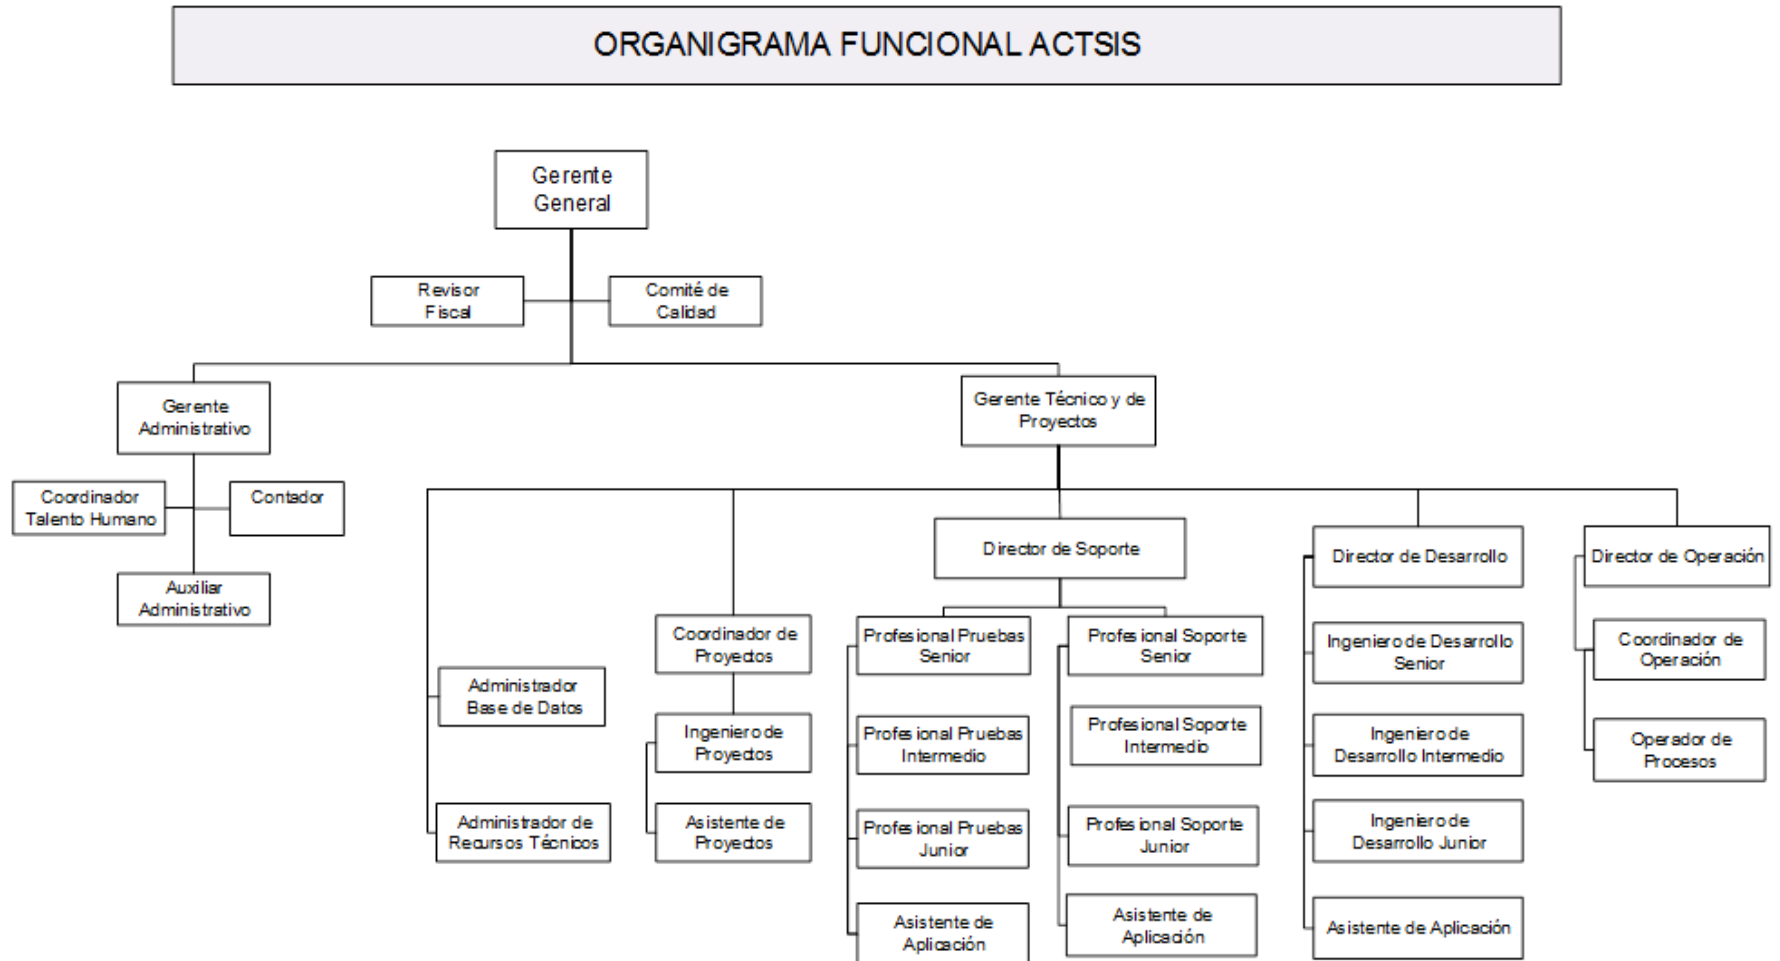 ORGANIGRAMA FUNCIONAL ACTSIS
Gerente
General
Revisor
Fiscal
Comité de
Calidad
Gerente
Administrativo
Gerente Técnico y de
Proyectos
Coordinador
Talento Humano
Contador
Auxiliar
Administrativo
Director de Soporte
Director de Desarrollo
Director de Operación
Administrador
Base de Datos
Administrador de
Recursos Técnicos
Coordinador de
Proyectos
Ingeniero de
Proyectos
Asistente de
Proyectos
Profesional Pruebas
Senior
Profesional Pruebas
Intermedio
Profesional Pruebas
Junior
Asistente de
Aplicación
Profesional Soporte
Senior
Profesional Soporte
Intermedio
Profesional Soporte
Junior
Asistente de
Aplicación
Ingeniero de Desarrollo
Senior
Ingeniero de
Desarrollo Intermedio
Ingeniero de
Desarrollo Junior
Asistente de Aplicación
Coordinador de
Operación
Operador de
Procesos